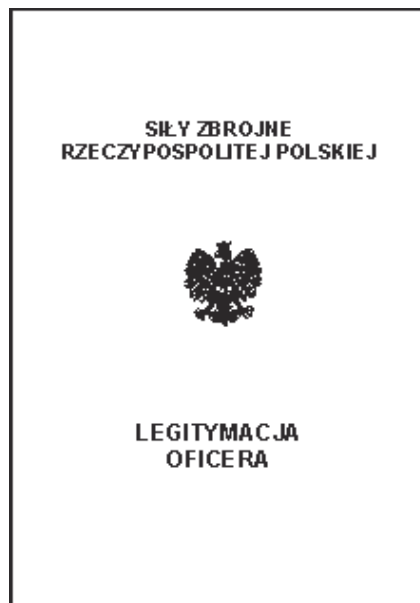 SIŁY ZBROJNE
RZECZYPOSPOLITEJ POLSKIEJ
LEGITYMACJA
OFICERA